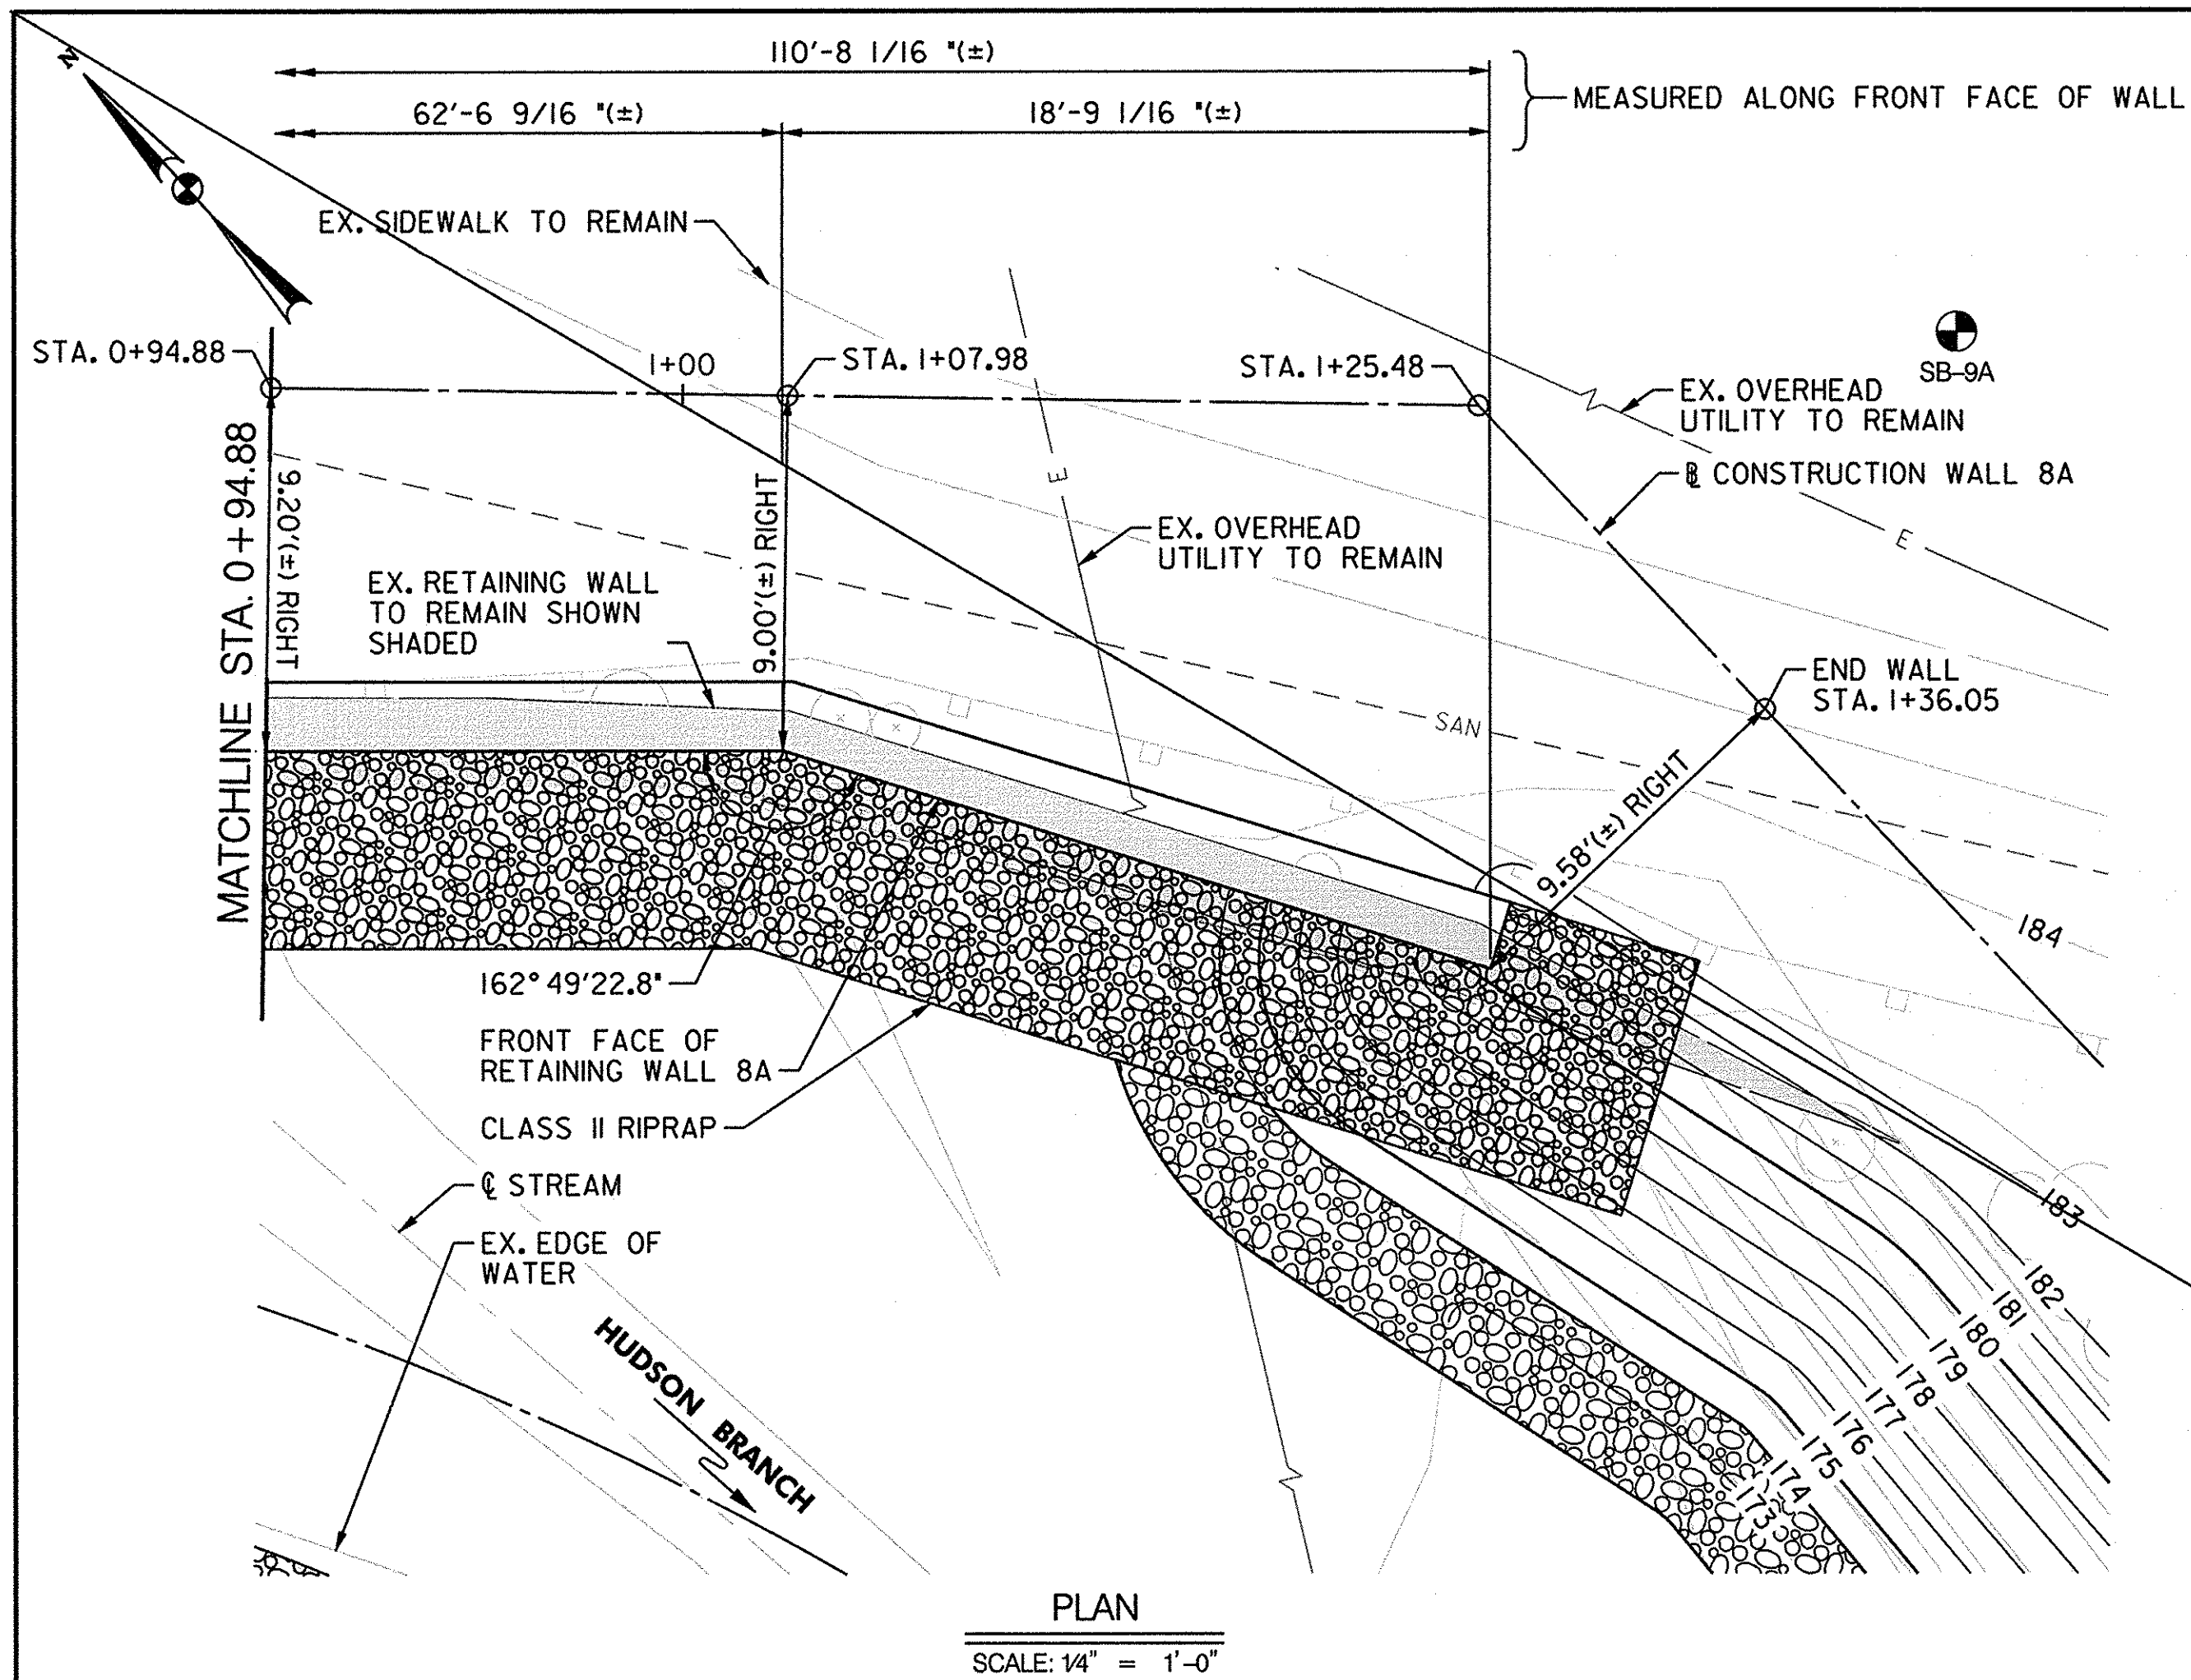 110'-8 1/16 "(±)
62'-6 9/16 "(±)
18'-9 1/16 "(±)
MEASURED ALONG FRONT FACE OF WALL
N
EX. SIDEWALK TO REMAIN
STA. 0+94.88
1+00
STA. 1+07.98
STA. 1+25.48
SB-9A
EX. OVERHEAD
UTILITY TO REMAIN
℄ CONSTRUCTION WALL 8A
E
E
EX. OVERHEAD
UTILITY TO REMAIN
MATCHLINE STA. 0+94.88
9.20'(±) RIGHT
9.00'(±) RIGHT
EX. RETAINING WALL
TO REMAIN SHOWN
SHADED
END WALL
STA. 1+36.05
SAN
9.58'(±) RIGHT
184
162°49'22.8"
FRONT FACE OF
RETAINING WALL 8A
CLASS II RIPRAP
℄ STREAM
EX. EDGE OF
WATER
HUDSON BRANCH
183
182
181
180
179
178
177
176
175
174
173
PLAN
SCALE: 1/4" = 1'-0"